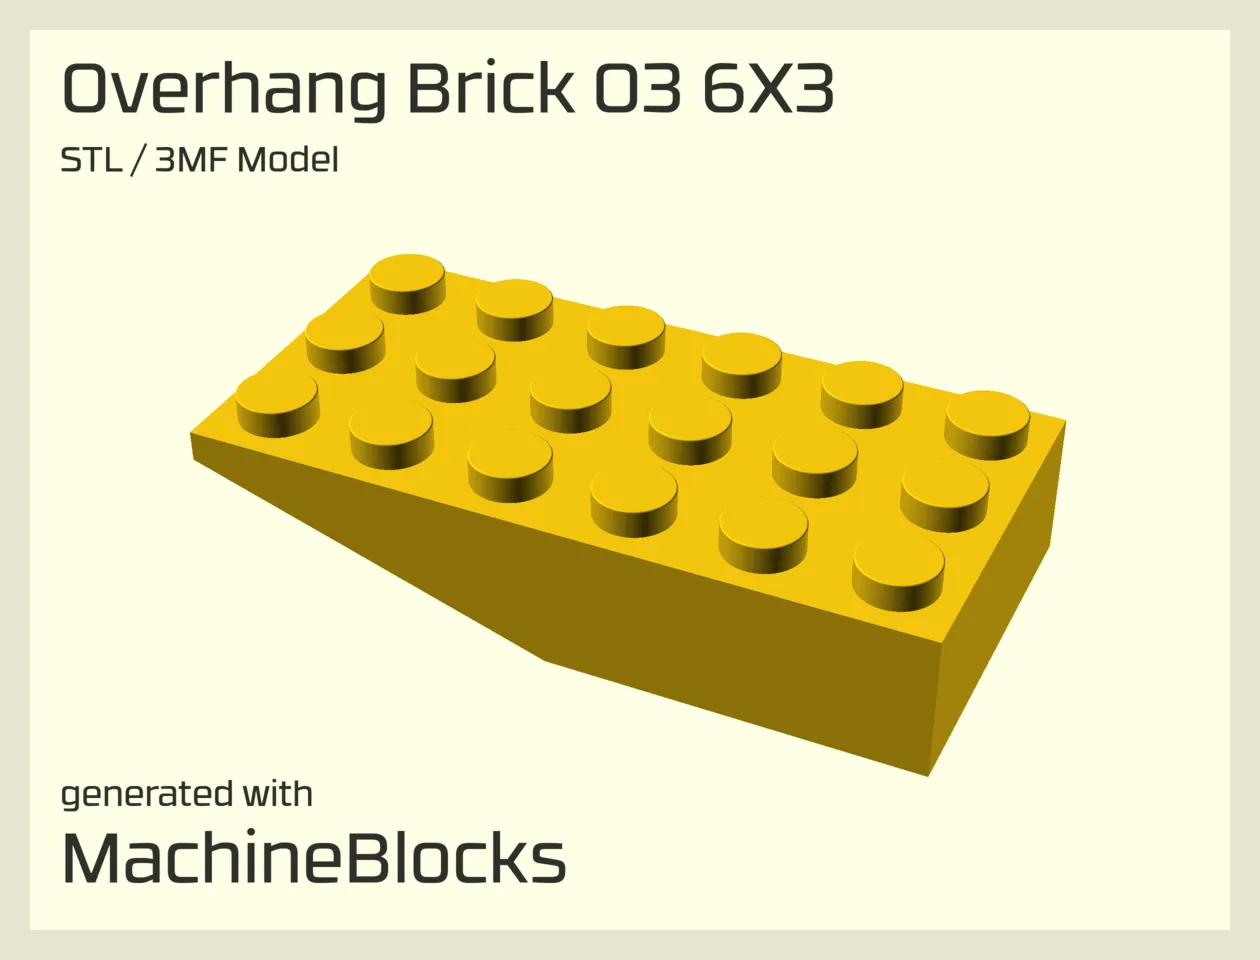 Overhang Brick 03 6X3
STL / 3MF Model
generated with
MachineBlocks